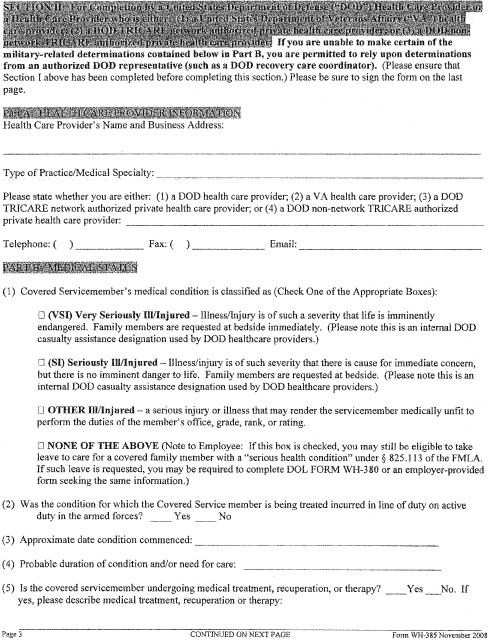 SECTION II: For Completion by a United States Department of Defense ("DOD") Health Care Provider or
a Health Care Provider who is either: (1) a United States Department of Veterans Affairs ("VA") health
care provider; (2) a DOD TRICARE network authorized private health care provider; or (3) a DOD non-
network TRICARE authorized private health care provider. If you are unable to make certain of the
military-related determinations contained below in Part B, you are permitted to rely upon determinations
from an authorized DOD representative (such as a DOD recovery care coordinator). (Please ensure that
Section I above has been completed before completing this section.) Please be sure to sign the form on the last
page.
PART A: HEALTH CARE PROVIDER INFORMATION
Health Care Provider's Name and Business Address:
Type of Practice/Medical Specialty:
Please state whether you are either: (1) a DOD health care provider; (2) a VA health care provider; (3) a DOD
TRICARE network authorized private health care provider; or (4) a DOD non-network TRICARE authorized
private health care provider:
Telephone: ( ) Fax: ( ) Email:
PART B: MEDICAL STATUS
(1) Covered Servicemember's medical condition is classified as (Check One of the Appropriate Boxes):
☐ (VSI) Very Seriously Ill/Injured – Illness/Injury is of such a severity that life is imminently
endangered. Family members are requested at bedside immediately. (Please note this is an internal DOD
casualty assistance designation used by DOD healthcare providers.)
☐ (SI) Seriously Ill/Injured – Illness/injury is of such severity that there is cause for immediate concern,
but there is no imminent danger to life. Family members are requested at bedside. (Please note this is an
internal DOD casualty assistance designation used by DOD healthcare providers.)
☐ OTHER Ill/Injured – a serious injury or illness that may render the servicemember medically unfit to
perform the duties of the member's office, grade, rank, or rating.
☐ NONE OF THE ABOVE (Note to Employee: If this box is checked, you may still be eligible to take
leave to care for a covered family member with a "serious health condition" under § 825.113 of the FMLA.
If such leave is requested, you may be required to complete DOL FORM WH-380 or an employer-provided
form seeking the same information.)
(2) Was the condition for which the Covered Service member is being treated incurred in line of duty on active
duty in the armed forces? ____ Yes ____ No
(3) Approximate date condition commenced:
(4) Probable duration of condition and/or need for care:
(5) Is the covered servicemember undergoing medical treatment, recuperation, or therapy? ____Yes ____No. If
yes, please describe medical treatment, recuperation or therapy:
Page 3 CONTINUED ON NEXT PAGE Form WH-385 November 2008